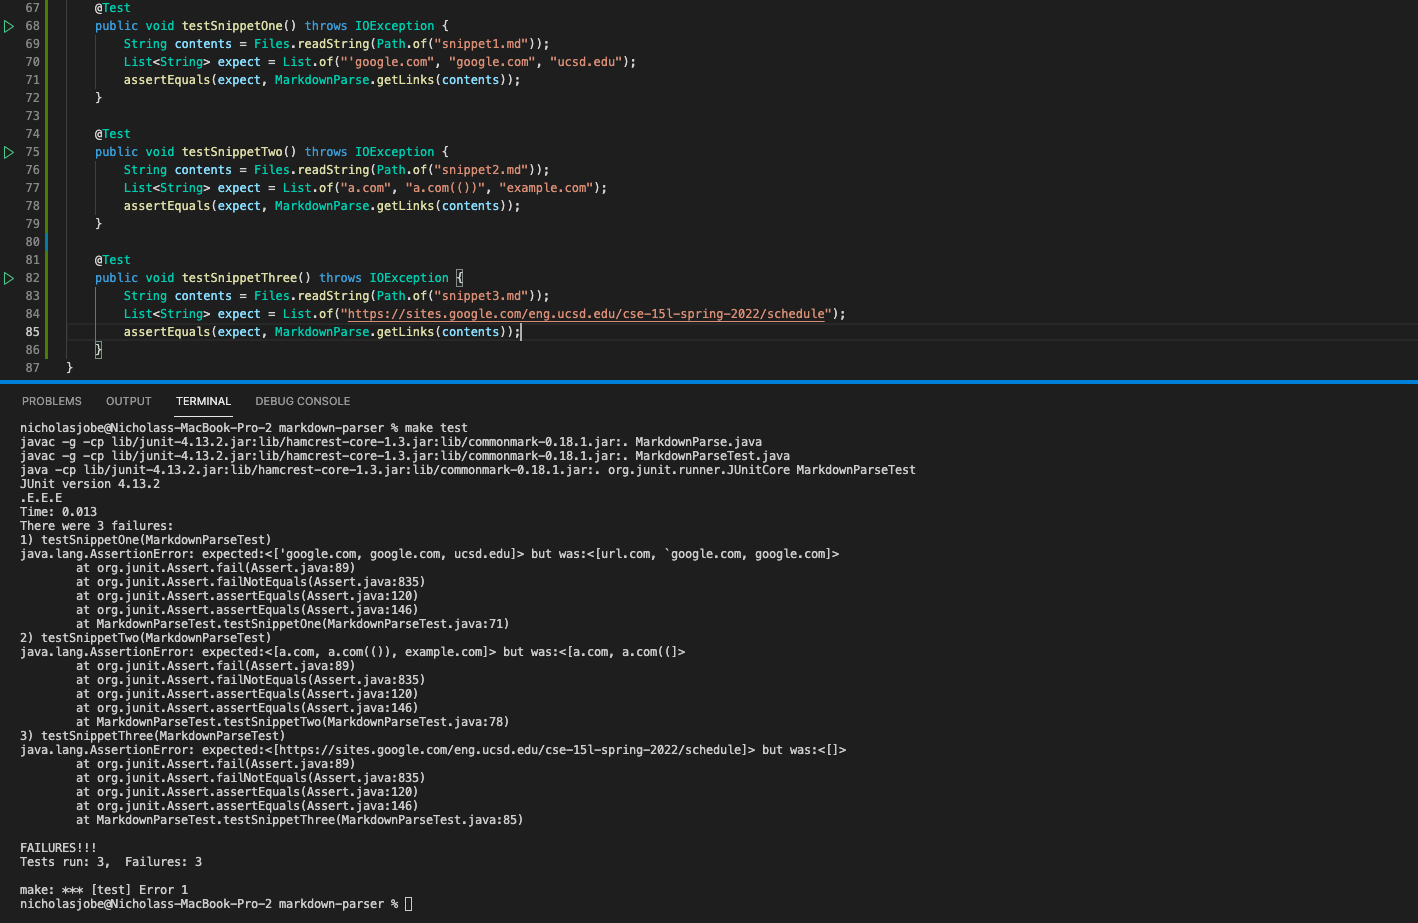 67 @Test
68 public void testSnippetOne() throws IOException {
69 String contents = Files.readString(Path.of("snippet1.md"));
70 List<String> expect = List.of("'google.com", "google.com", "ucsd.edu");
71 assertEquals(expect, MarkdownParse.getLinks(contents));
72 }
73
74 @Test
75 public void testSnippetTwo() throws IOException {
76 String contents = Files.readString(Path.of("snippet2.md"));
77 List<String> expect = List.of("a.com", "a.com(())", "example.com");
78 assertEquals(expect, MarkdownParse.getLinks(contents));
79 }
80
81 @Test
82 public void testSnippetThree() throws IOException {
83 String contents = Files.readString(Path.of("snippet3.md"));
84 List<String> expect = List.of("https://sites.google.com/eng.ucsd.edu/cse-15l-spring-2022/schedule");
85 assertEquals(expect, MarkdownParse.getLinks(contents));
86 }
87 }
PROBLEMS OUTPUT TERMINAL DEBUG CONSOLE
nicholasjobe@Nicholass-MacBook-Pro-2 markdown-parser % make test
javac -g -cp lib/junit-4.13.2.jar:lib/hamcrest-core-1.3.jar:lib/commonmark-0.18.1.jar:. MarkdownParse.java
javac -g -cp lib/junit-4.13.2.jar:lib/hamcrest-core-1.3.jar:lib/commonmark-0.18.1.jar:. MarkdownParseTest.java
java -cp lib/junit-4.13.2.jar:lib/hamcrest-core-1.3.jar:lib/commonmark-0.18.1.jar:. org.junit.runner.JUnitCore MarkdownParseTest
JUnit version 4.13.2
.E.E.E
Time: 0.013
There were 3 failures:
1) testSnippetOne(MarkdownParseTest)
java.lang.AssertionError: expected:<['google.com, google.com, ucsd.edu]> but was:<[url.com, `google.com, google.com]>
at org.junit.Assert.fail(Assert.java:89)
at org.junit.Assert.failNotEquals(Assert.java:835)
at org.junit.Assert.assertEquals(Assert.java:120)
at org.junit.Assert.assertEquals(Assert.java:146)
at MarkdownParseTest.testSnippetOne(MarkdownParseTest.java:71)
2) testSnippetTwo(MarkdownParseTest)
java.lang.AssertionError: expected:<[a.com, a.com(()), example.com]> but was:<[a.com, a.com((]>
at org.junit.Assert.fail(Assert.java:89)
at org.junit.Assert.failNotEquals(Assert.java:835)
at org.junit.Assert.assertEquals(Assert.java:120)
at org.junit.Assert.assertEquals(Assert.java:146)
at MarkdownParseTest.testSnippetTwo(MarkdownParseTest.java:78)
3) testSnippetThree(MarkdownParseTest)
java.lang.AssertionError: expected:<[https://sites.google.com/eng.ucsd.edu/cse-15l-spring-2022/schedule]> but was:<[]>
at org.junit.Assert.fail(Assert.java:89)
at org.junit.Assert.failNotEquals(Assert.java:835)
at org.junit.Assert.assertEquals(Assert.java:120)
at org.junit.Assert.assertEquals(Assert.java:146)
at MarkdownParseTest.testSnippetThree(MarkdownParseTest.java:85)
FAILURES!!!
Tests run: 3,  Failures: 3
make: *** [test] Error 1
nicholasjobe@Nicholass-MacBook-Pro-2 markdown-parser %